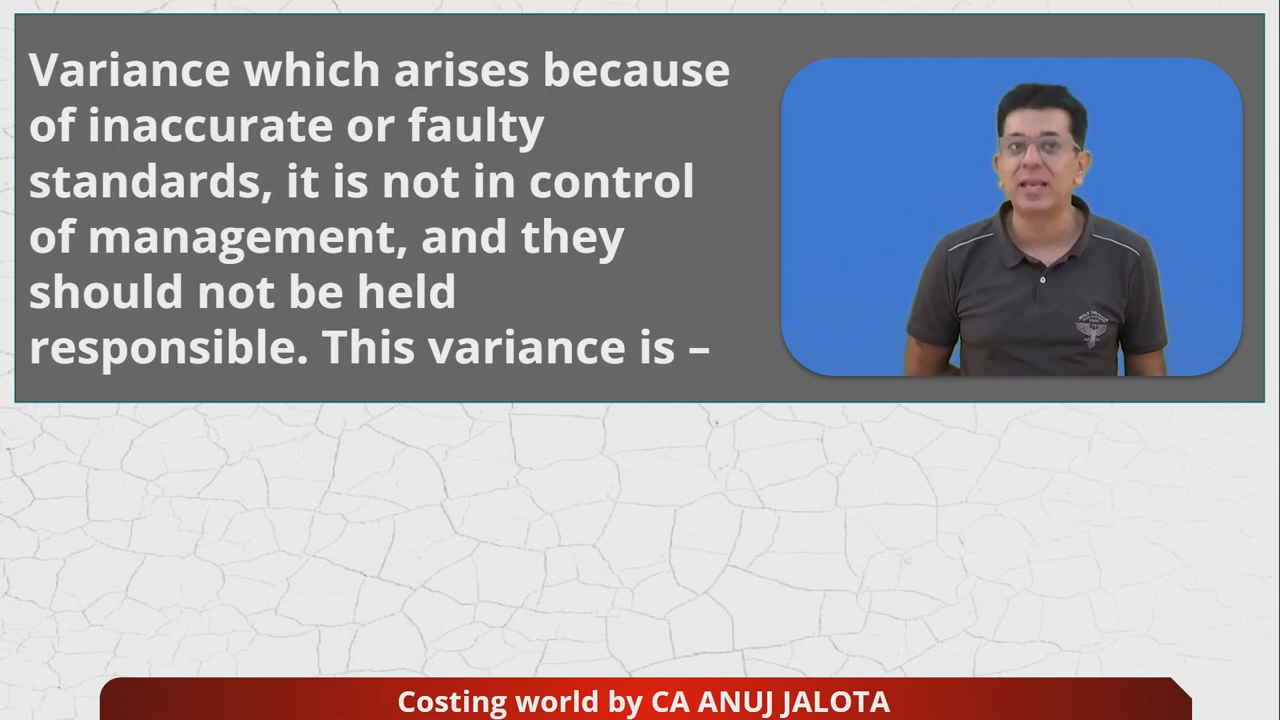 Variance which arises because
of inaccurate or faulty
standards, it is not in control
of management, and they
should not be held
responsible. This variance is –
Costing world by CA ANUJ JALOTA